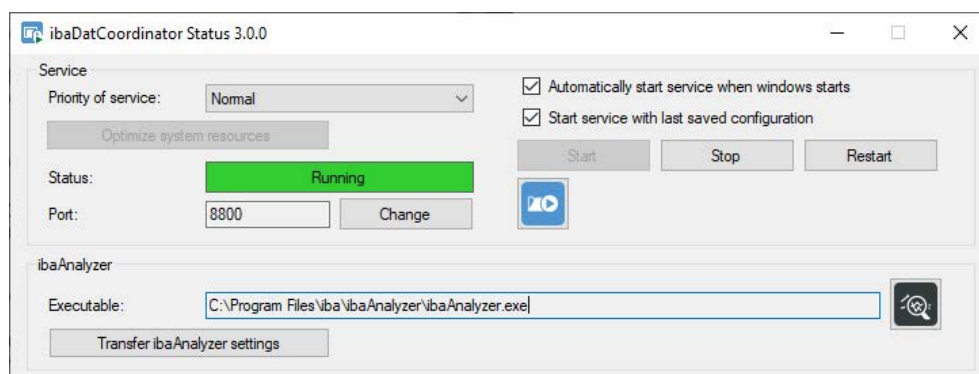 ibaDatCoordinator Status 3.0.0
Service
Priority of service: Normal
Automatically start service when windows starts
Optimize system resources
Start service with last saved configuration
Start Stop Restart
Status: Running
Port: 8800 Change
ibaAnalyzer
Executable: C:\Program Files\iba\ibaAnalyzer\ibaAnalyzer.exe
Transfer ibaAnalyzer settings